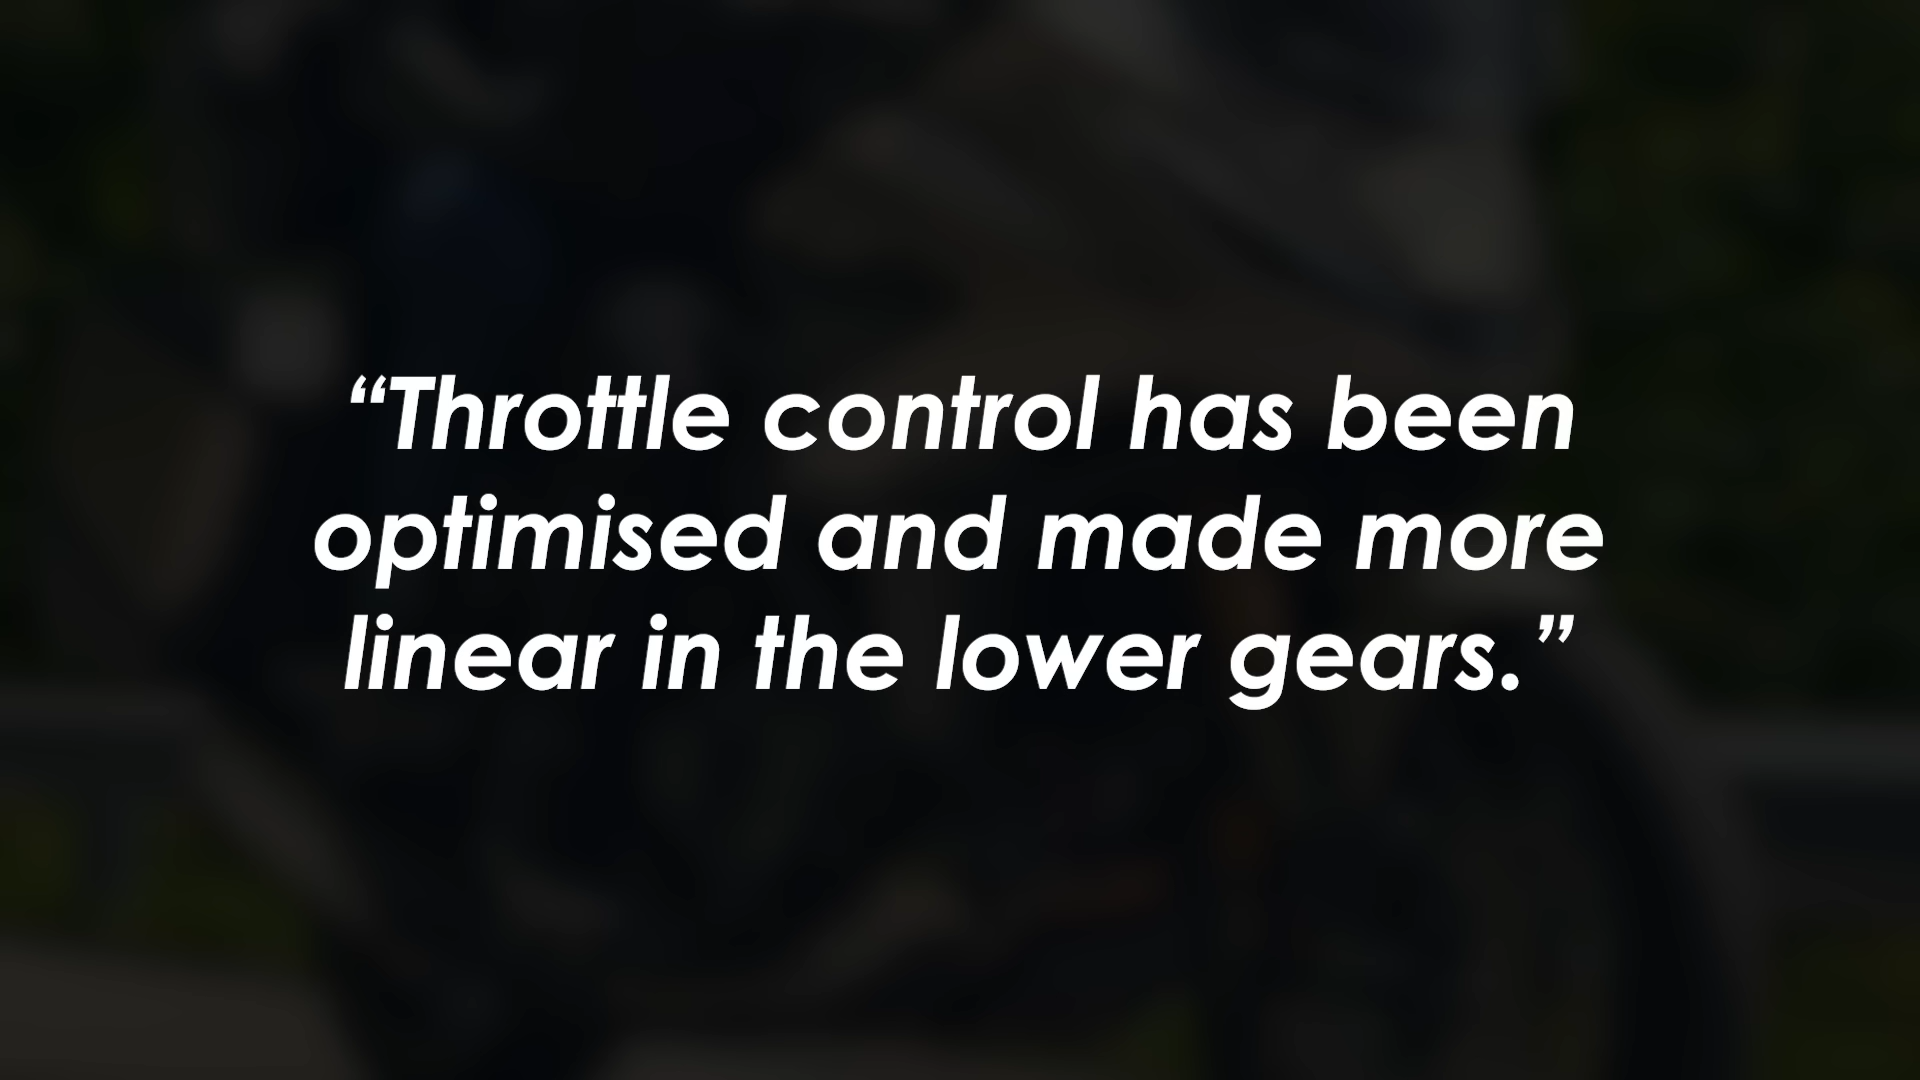 “Throttle control has been
optimised and made more
linear in the lower gears.”